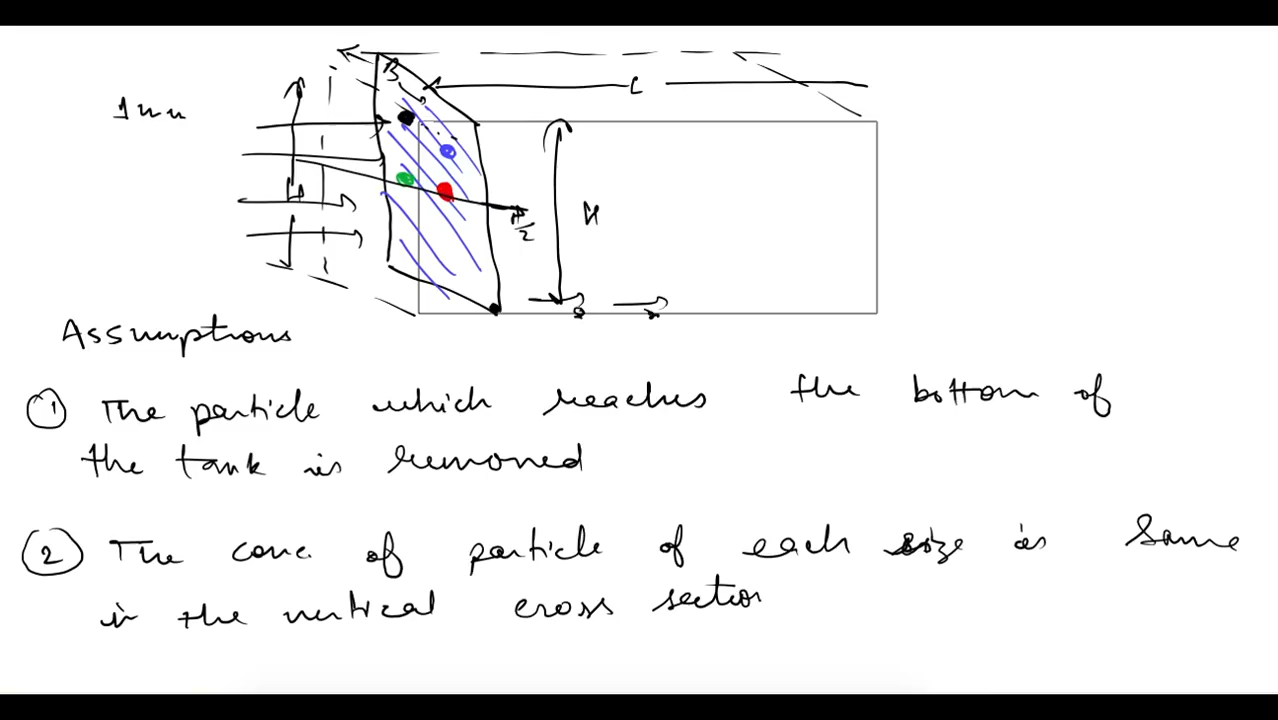 B
L
1mm
H
Assumptions
① The particle which reaches the bottom of
the tank is removed
② The conc of particle of each size is same
in the vertical cross section